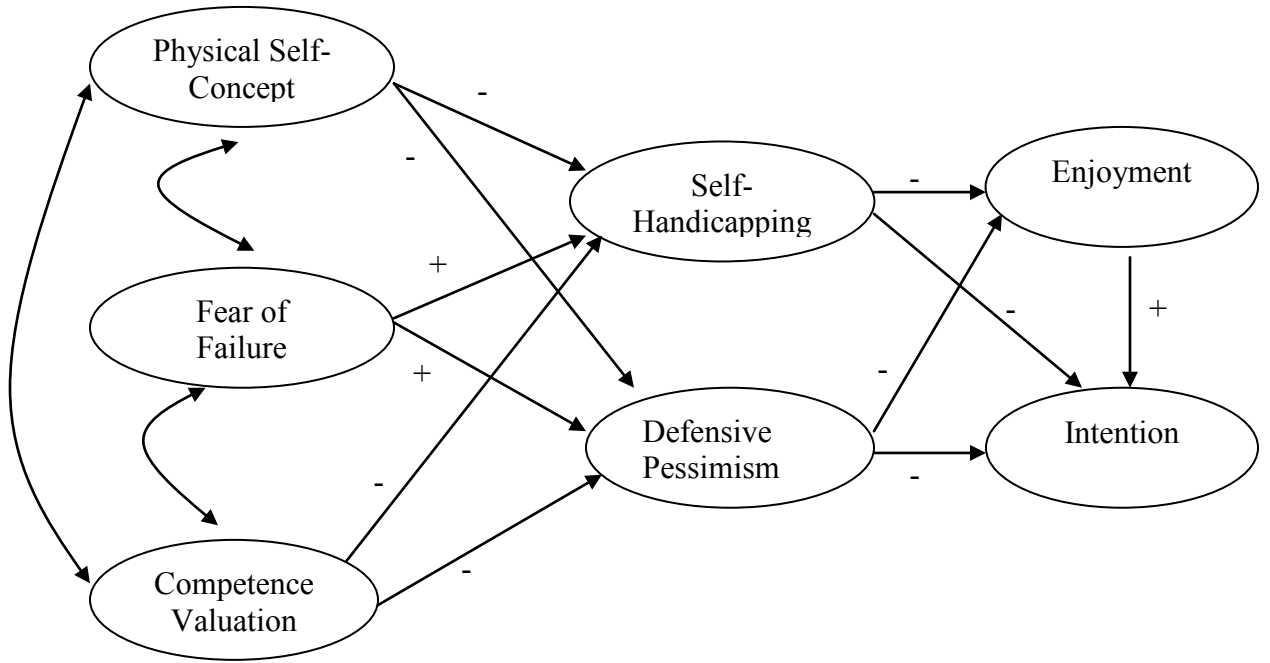 Physical Self-
Concept
-
-
Self-
Handicapping
-
Enjoyment
+
Fear of
Failure
-
+
+
-
Defensive
Pessimism
Intention
-
-
-
Competence
Valuation